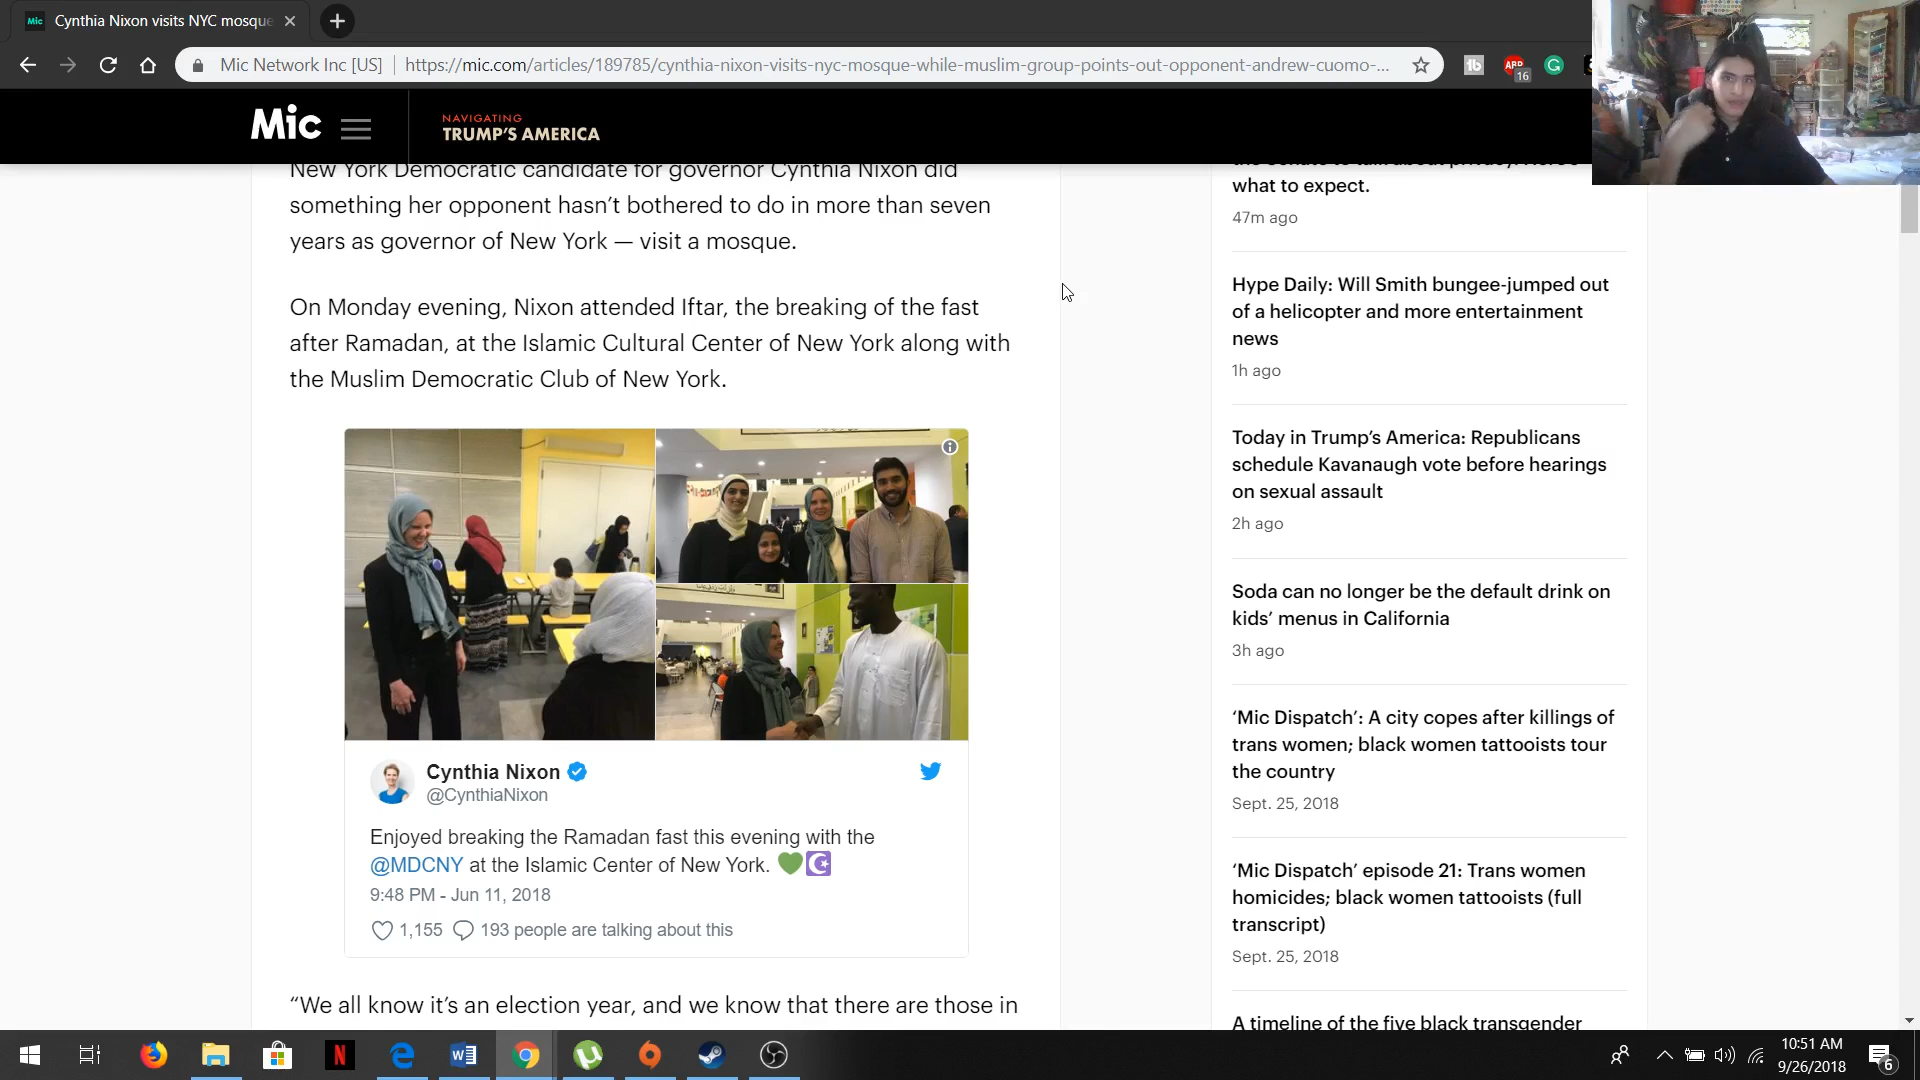 Mic
Cynthia Nixon visits NYC mosque
Mic Network Inc [US]
https://mic.com/articles/189785/cynthia-nixon-visits-nyc-mosque-while-muslim-group-points-out-opponent-andrew-cuomo-...
ABP
16
Mic
NAVIGATING
TRUMP'S AMERICA
New York Democratic candidate for governor Cynthia Nixon did
something her opponent hasn't bothered to do in more than seven
years as governor of New York — visit a mosque.
On Monday evening, Nixon attended Iftar, the breaking of the fast
after Ramadan, at the Islamic Cultural Center of New York along with
the Muslim Democratic Club of New York.
Cynthia Nixon
@CynthiaNixon
Enjoyed breaking the Ramadan fast this evening with the
@MDCNY at the Islamic Center of New York. 💚☪️
9:48 PM - Jun 11, 2018
1,155
193 people are talking about this
“We all know it's an election year, and we know that there are those in
what to expect.
47m ago
Hype Daily: Will Smith bungee-jumped out
of a helicopter and more entertainment
news
1h ago
Today in Trump's America: Republicans
schedule Kavanaugh vote before hearings
on sexual assault
2h ago
Soda can no longer be the default drink on
kids' menus in California
3h ago
‘Mic Dispatch’: A city copes after killings of
trans women; black women tattooists tour
the country
Sept. 25, 2018
‘Mic Dispatch’ episode 21: Trans women
homicides; black women tattooists (full
transcript)
Sept. 25, 2018
A timeline of the five black transgender
10:51 AM
9/26/2018
6